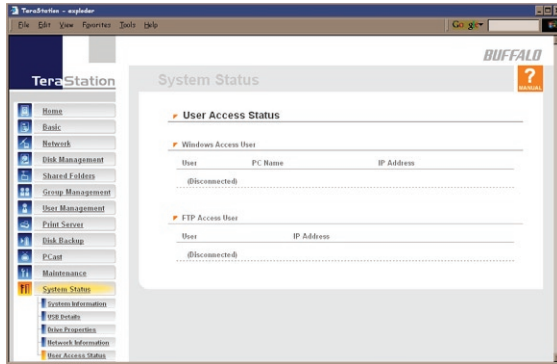 TeraStation - exploder
File Edit View Fporites Tools Help
Google
BUFFALO
TeraStation
System Status
?
MANUAL
Home
Basic
Network
Disk Management
Shared Folders
Group Management
User Management
Print Server
Disk Backup
PCast
Maintenance
System Status
System Information
USB Details
Drive Properties
Network Information
User Access Status
User Access Status
Windows Access User
User PC Name IP Address
(Disconnected)
FTP Access User
User IP Address
(Disconnected)